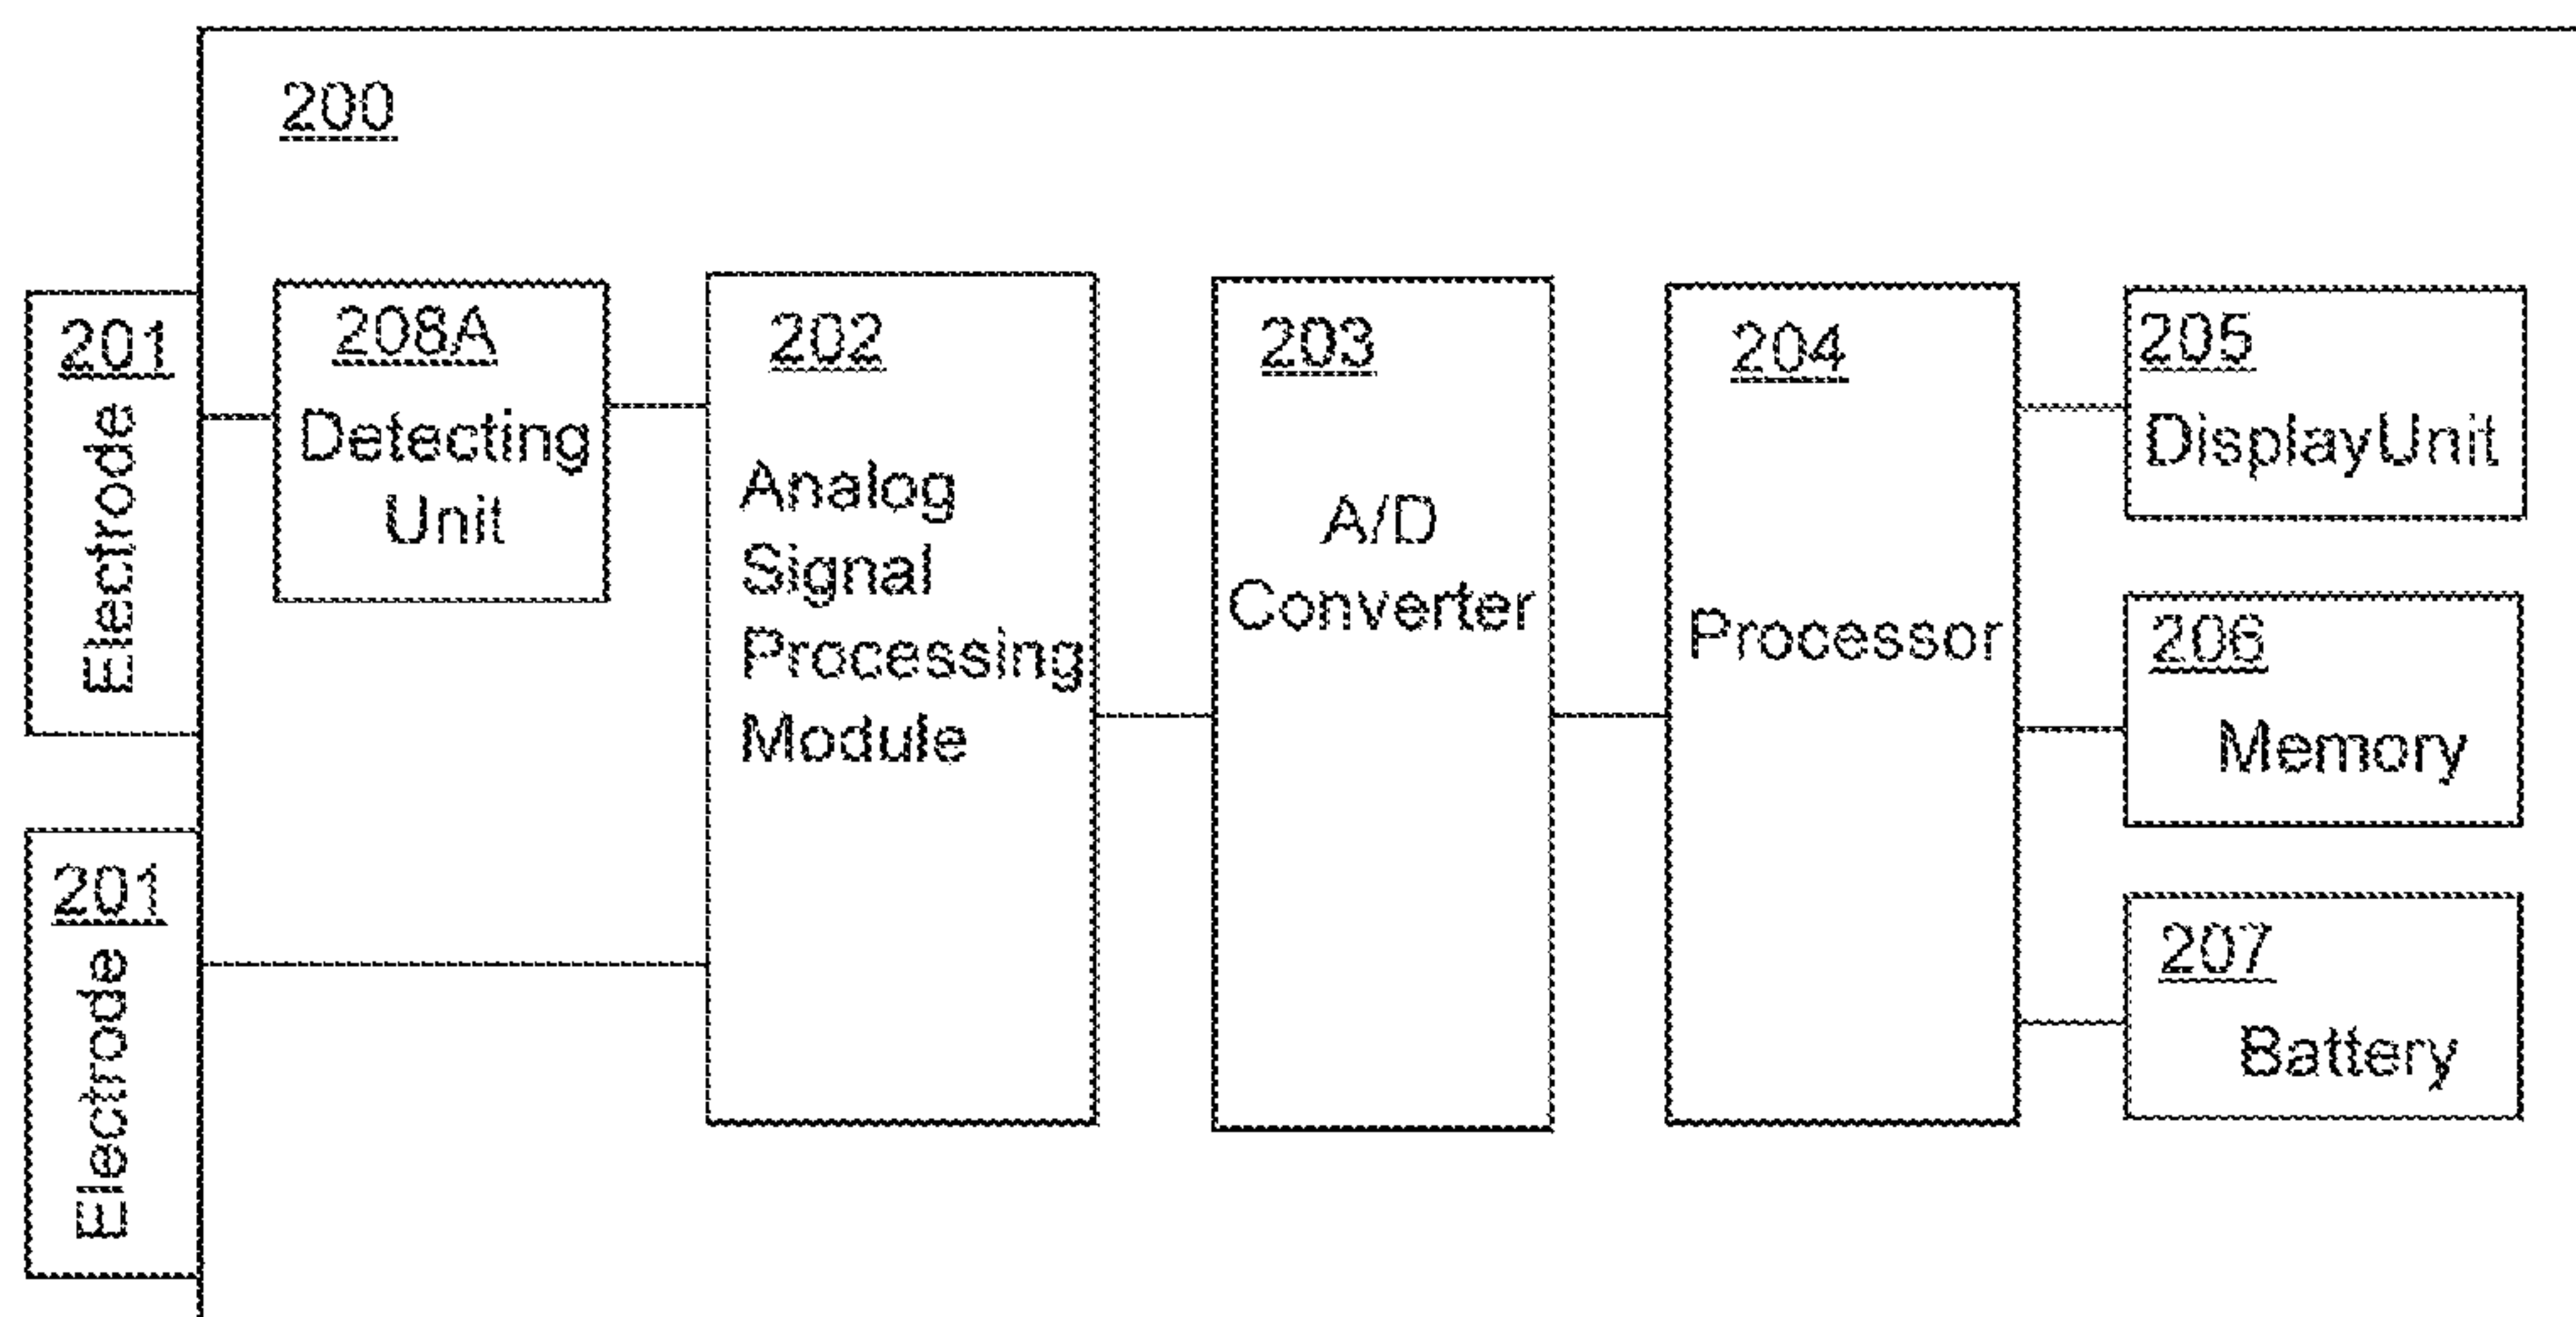 200
201
Electrode
208A
Detecting
Unit
202
Analog
Signal
Processing
Module
203
A/D
Converter
204
Processor
205
DisplayUnit
206
Memory
201
Electrode
207
Battery